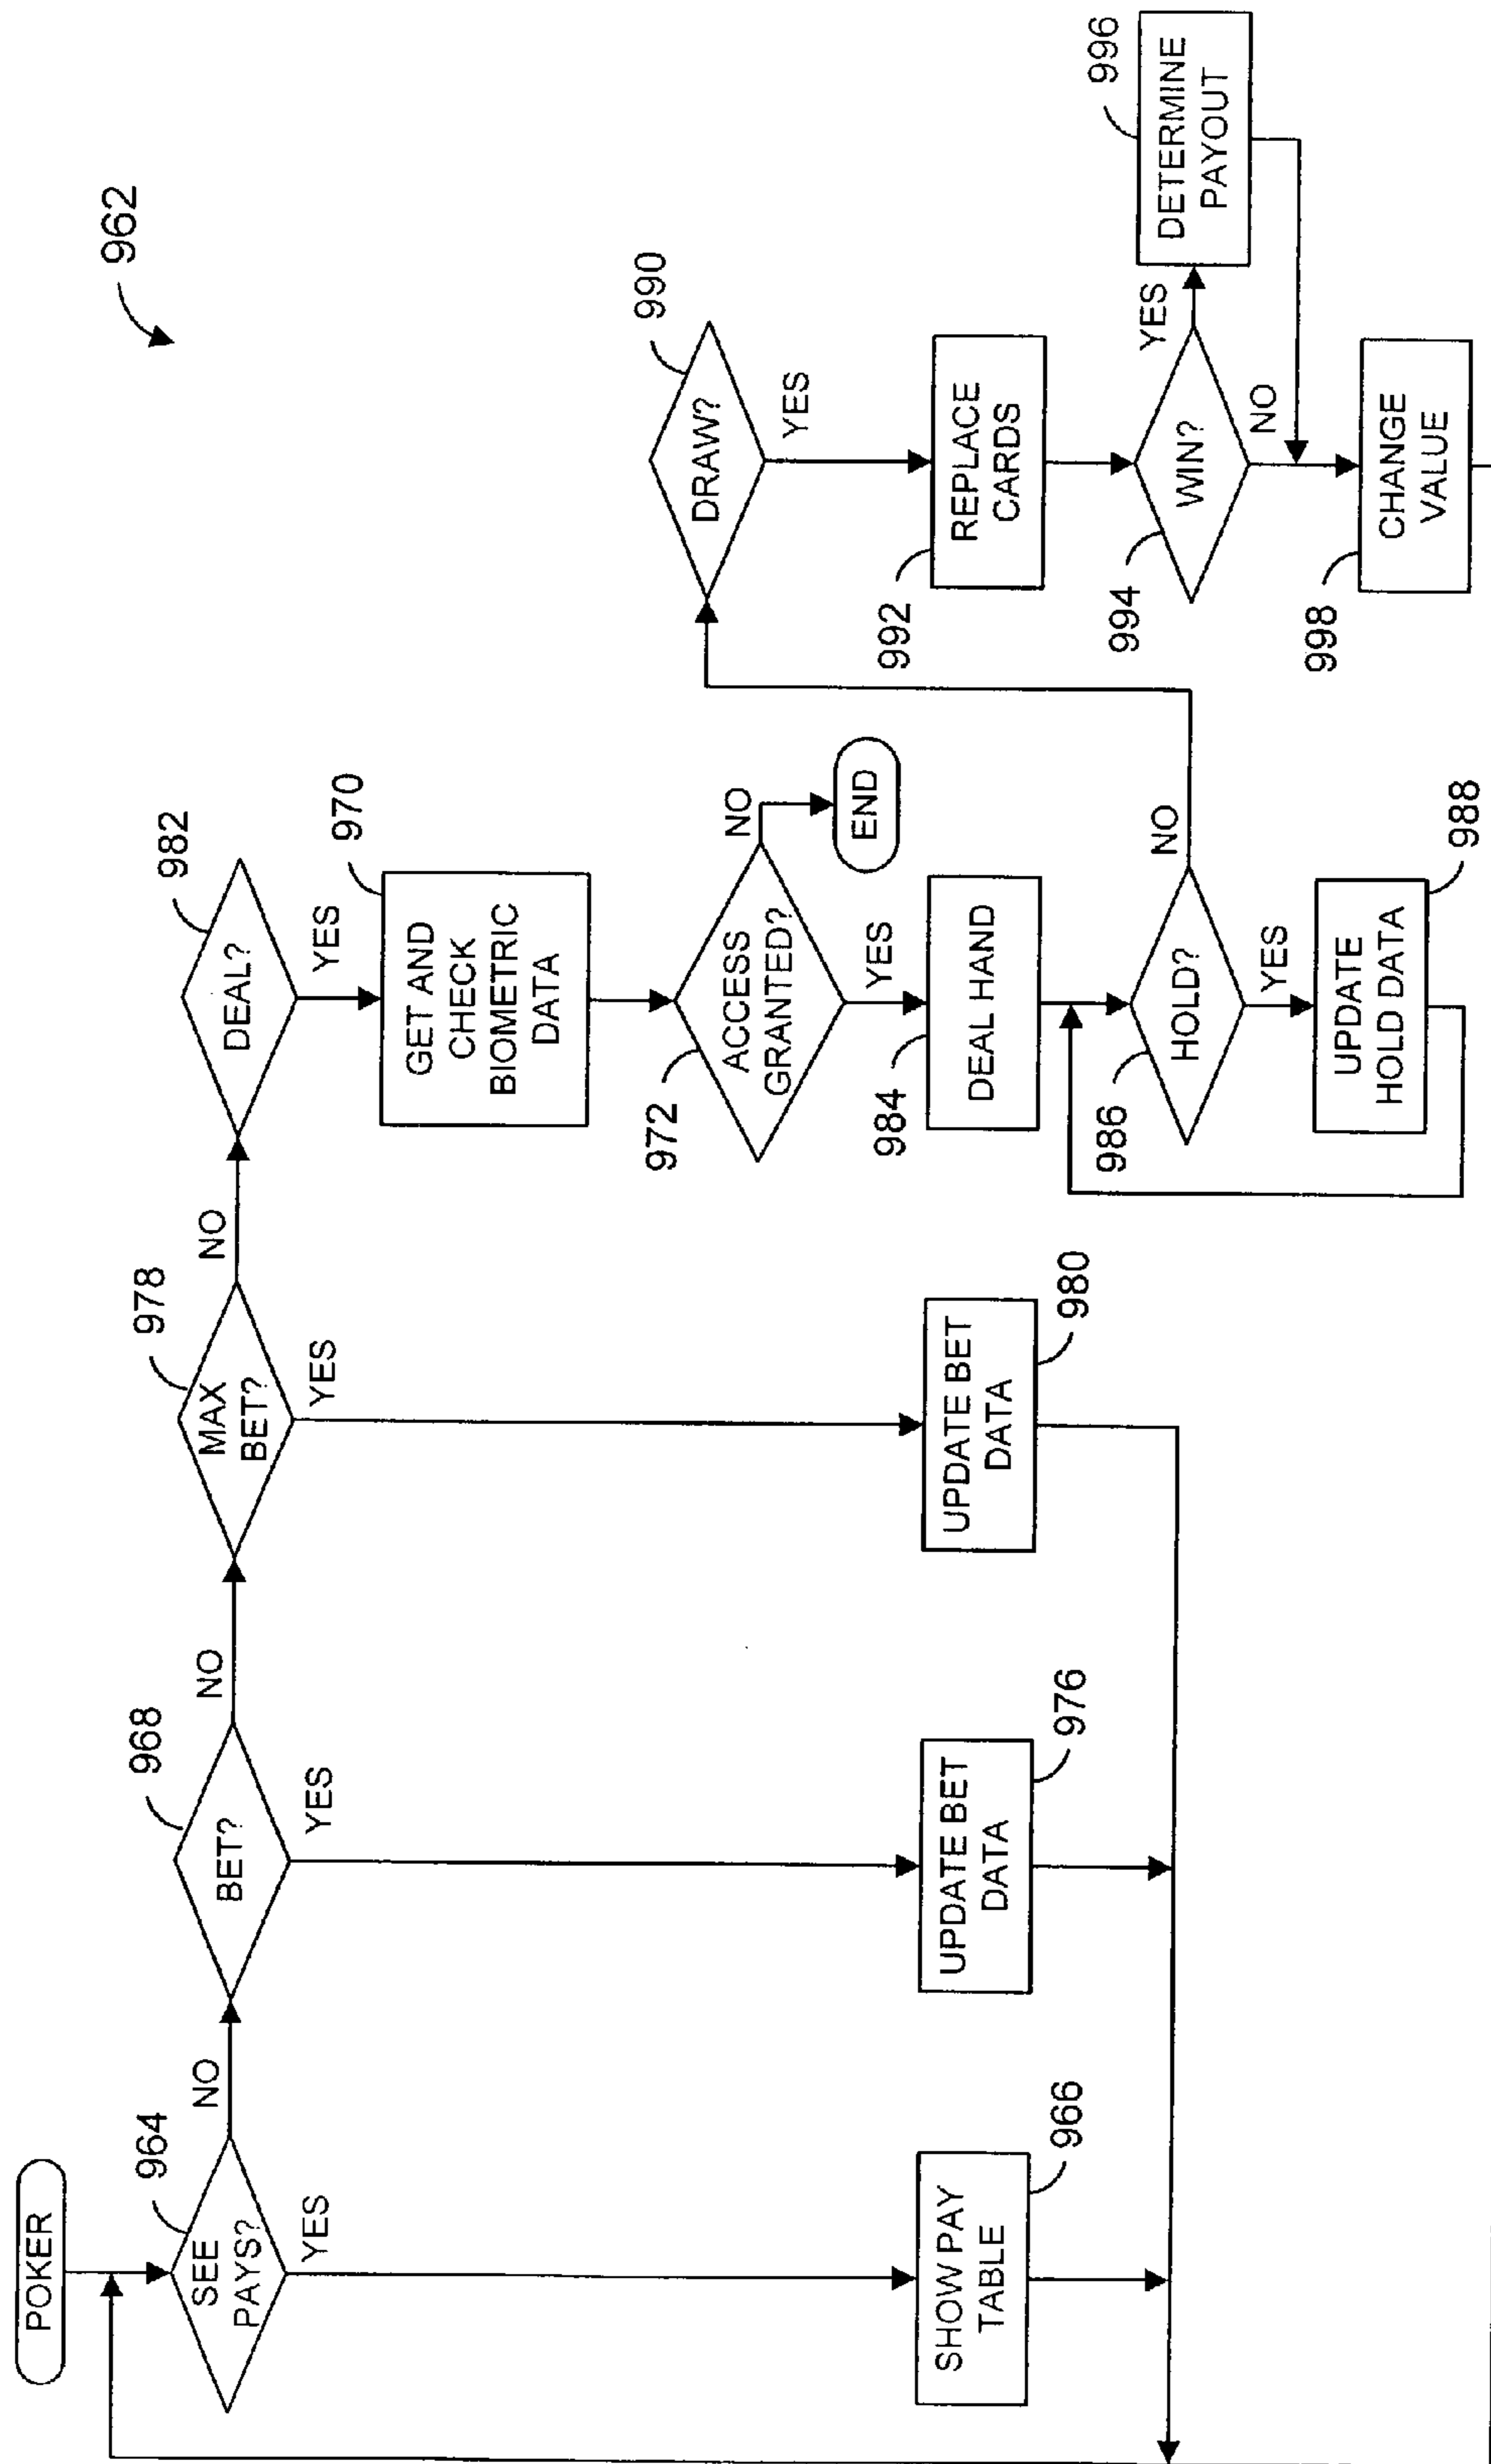 962
POKER
964
SEE
PAYS?
NO
YES
968
BET?
NO
YES
978
MAX
BET?
NO
YES
982
DEAL?
YES
970
GET AND
CHECK
BIOMETRIC
DATA
972
ACCESS
GRANTED?
NO
END
YES
984
DEAL HAND
986
HOLD?
NO
YES
988
UPDATE
HOLD DATA
990
DRAW?
YES
992
REPLACE
CARDS
994
WIN?
YES
NO
996
DETERMINE
PAYOUT
998
CHANGE
VALUE
SHOW PAY
TABLE
966
UPDATE BET
DATA
976
UPDATE BET
DATA
980